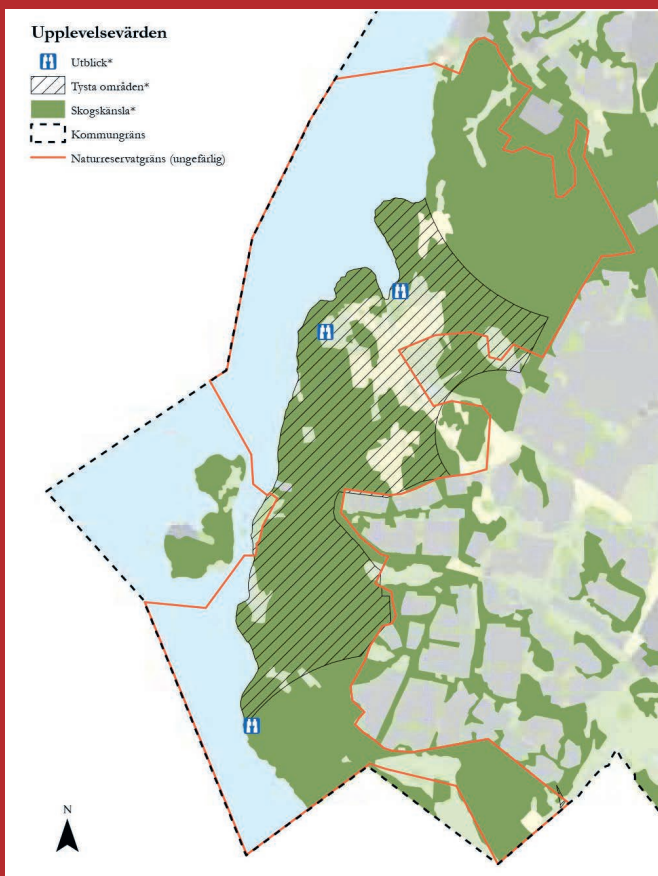 Upplevelsevärden
Utblick*
Tysta områden*
Skogskänsla*
Kommungräns
Naturreservatgräns (ungefärlig)
N